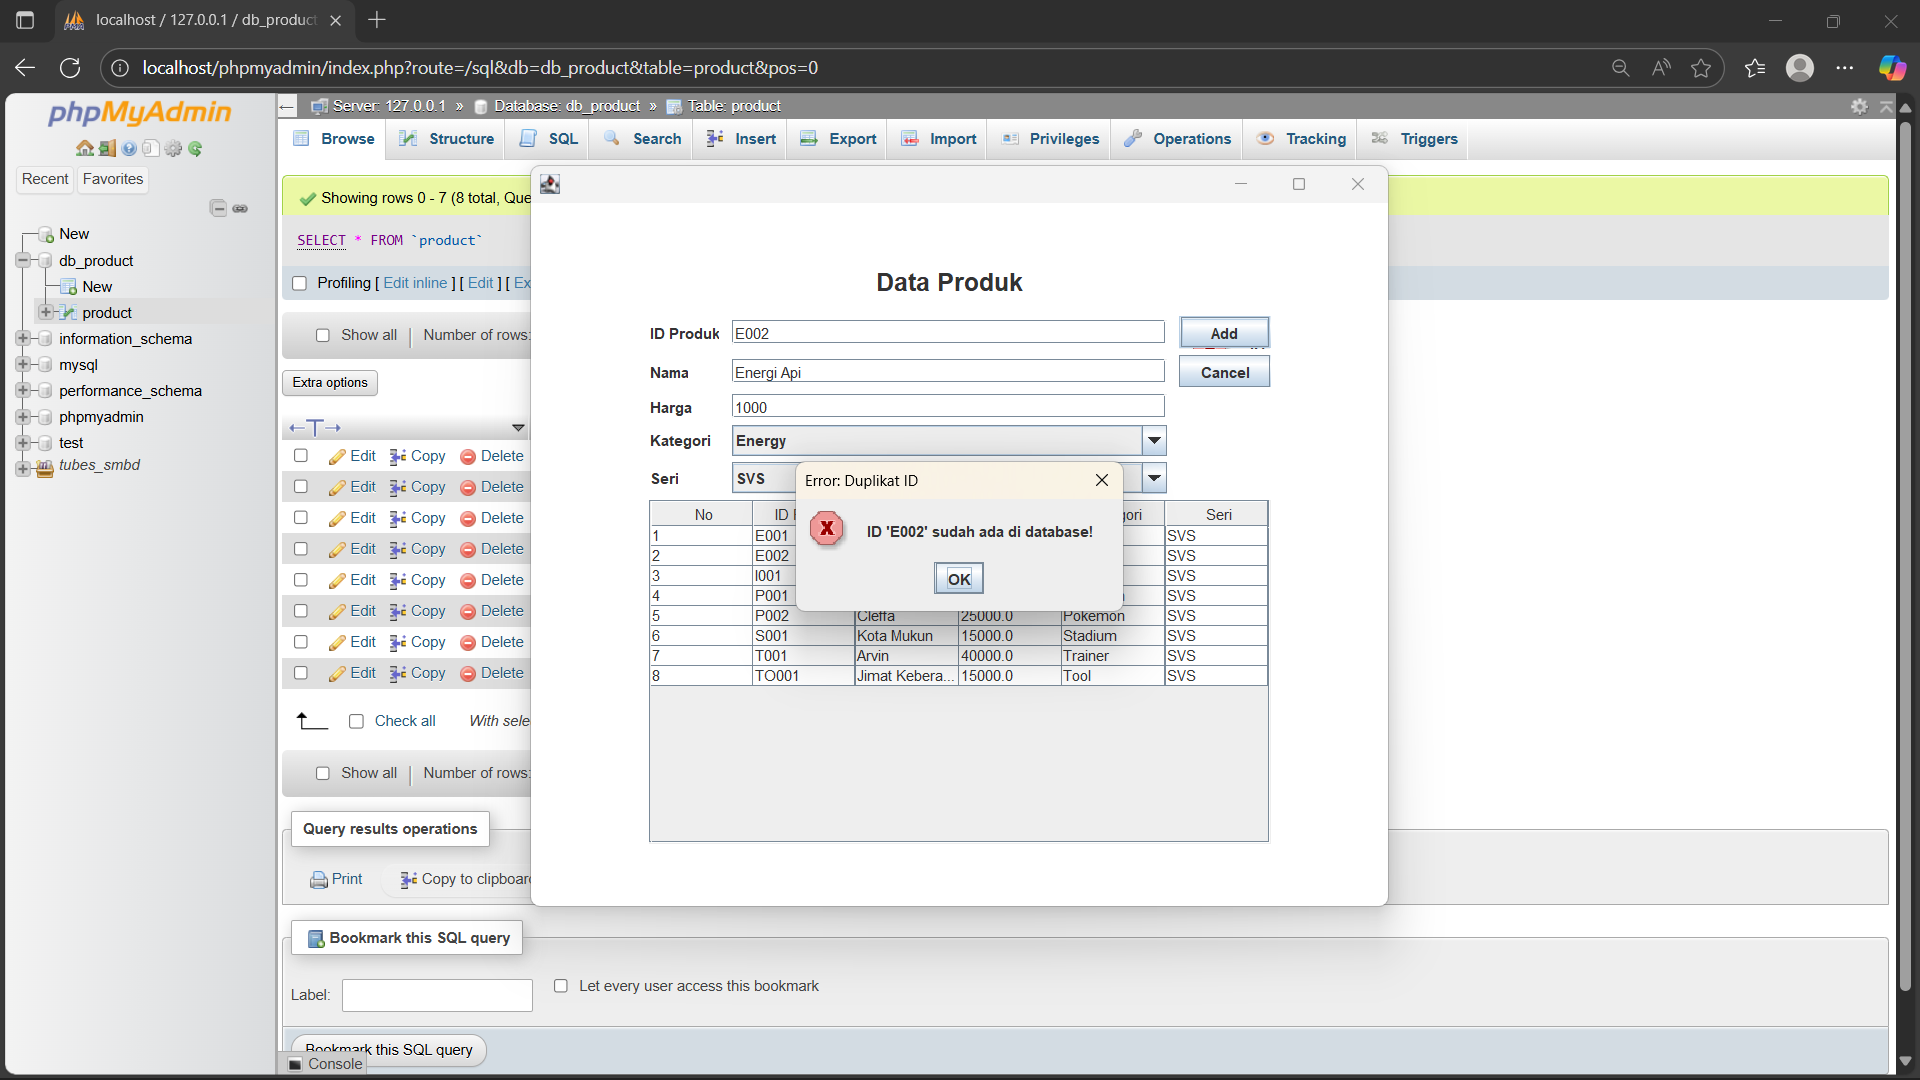 localhost / 127.0.0.1 / db_product
localhost/phpmyadmin/index.php?route=/sql&db=db_product&table=product&pos=0
phpMyAdmin
Recent
Favorites
New
db_product
New
product
information_schema
mysql
performance_schema
phpmyadmin
test
tubes_smbd
Server: 127.0.0.1 » Database: db_product » Table: product
Browse Structure SQL Search Insert Export Import Privileges Operations Tracking Triggers
Showing rows 0 - 7 (8 total, Que
SELECT * FROM `product`
Profiling [ Edit inline ] [ Edit ] [ Ex
Show all Number of rows:
Extra options
Edit Copy Delete
Edit Copy Delete
Edit Copy Delete
Edit Copy Delete
Edit Copy Delete
Edit Copy Delete
Edit Copy Delete
Edit Copy Delete
Check all With sele
Show all Number of rows:
Query results operations
Print Copy to clipboard
Bookmark this SQL query
Label: Let every user access this bookmark
Bookmark this SQL query
Console
Data Produk
ID Produk E002 Add
Nama Energi Api Cancel
Harga 1000
Kategori Energy
Seri SVS
Error: Duplikat ID
ID 'E002' sudah ada di database!
OK
No ID gori Seri
1 E001 SVS
2 E002 SVS
3 I001 SVS
4 P001 SVS
5 P002 Cleffa 25000.0 Pokemon SVS
6 S001 Kota Mukun 15000.0 Stadium SVS
7 T001 Arvin 40000.0 Trainer SVS
8 TO001 Jimat Kebera... 15000.0 Tool SVS